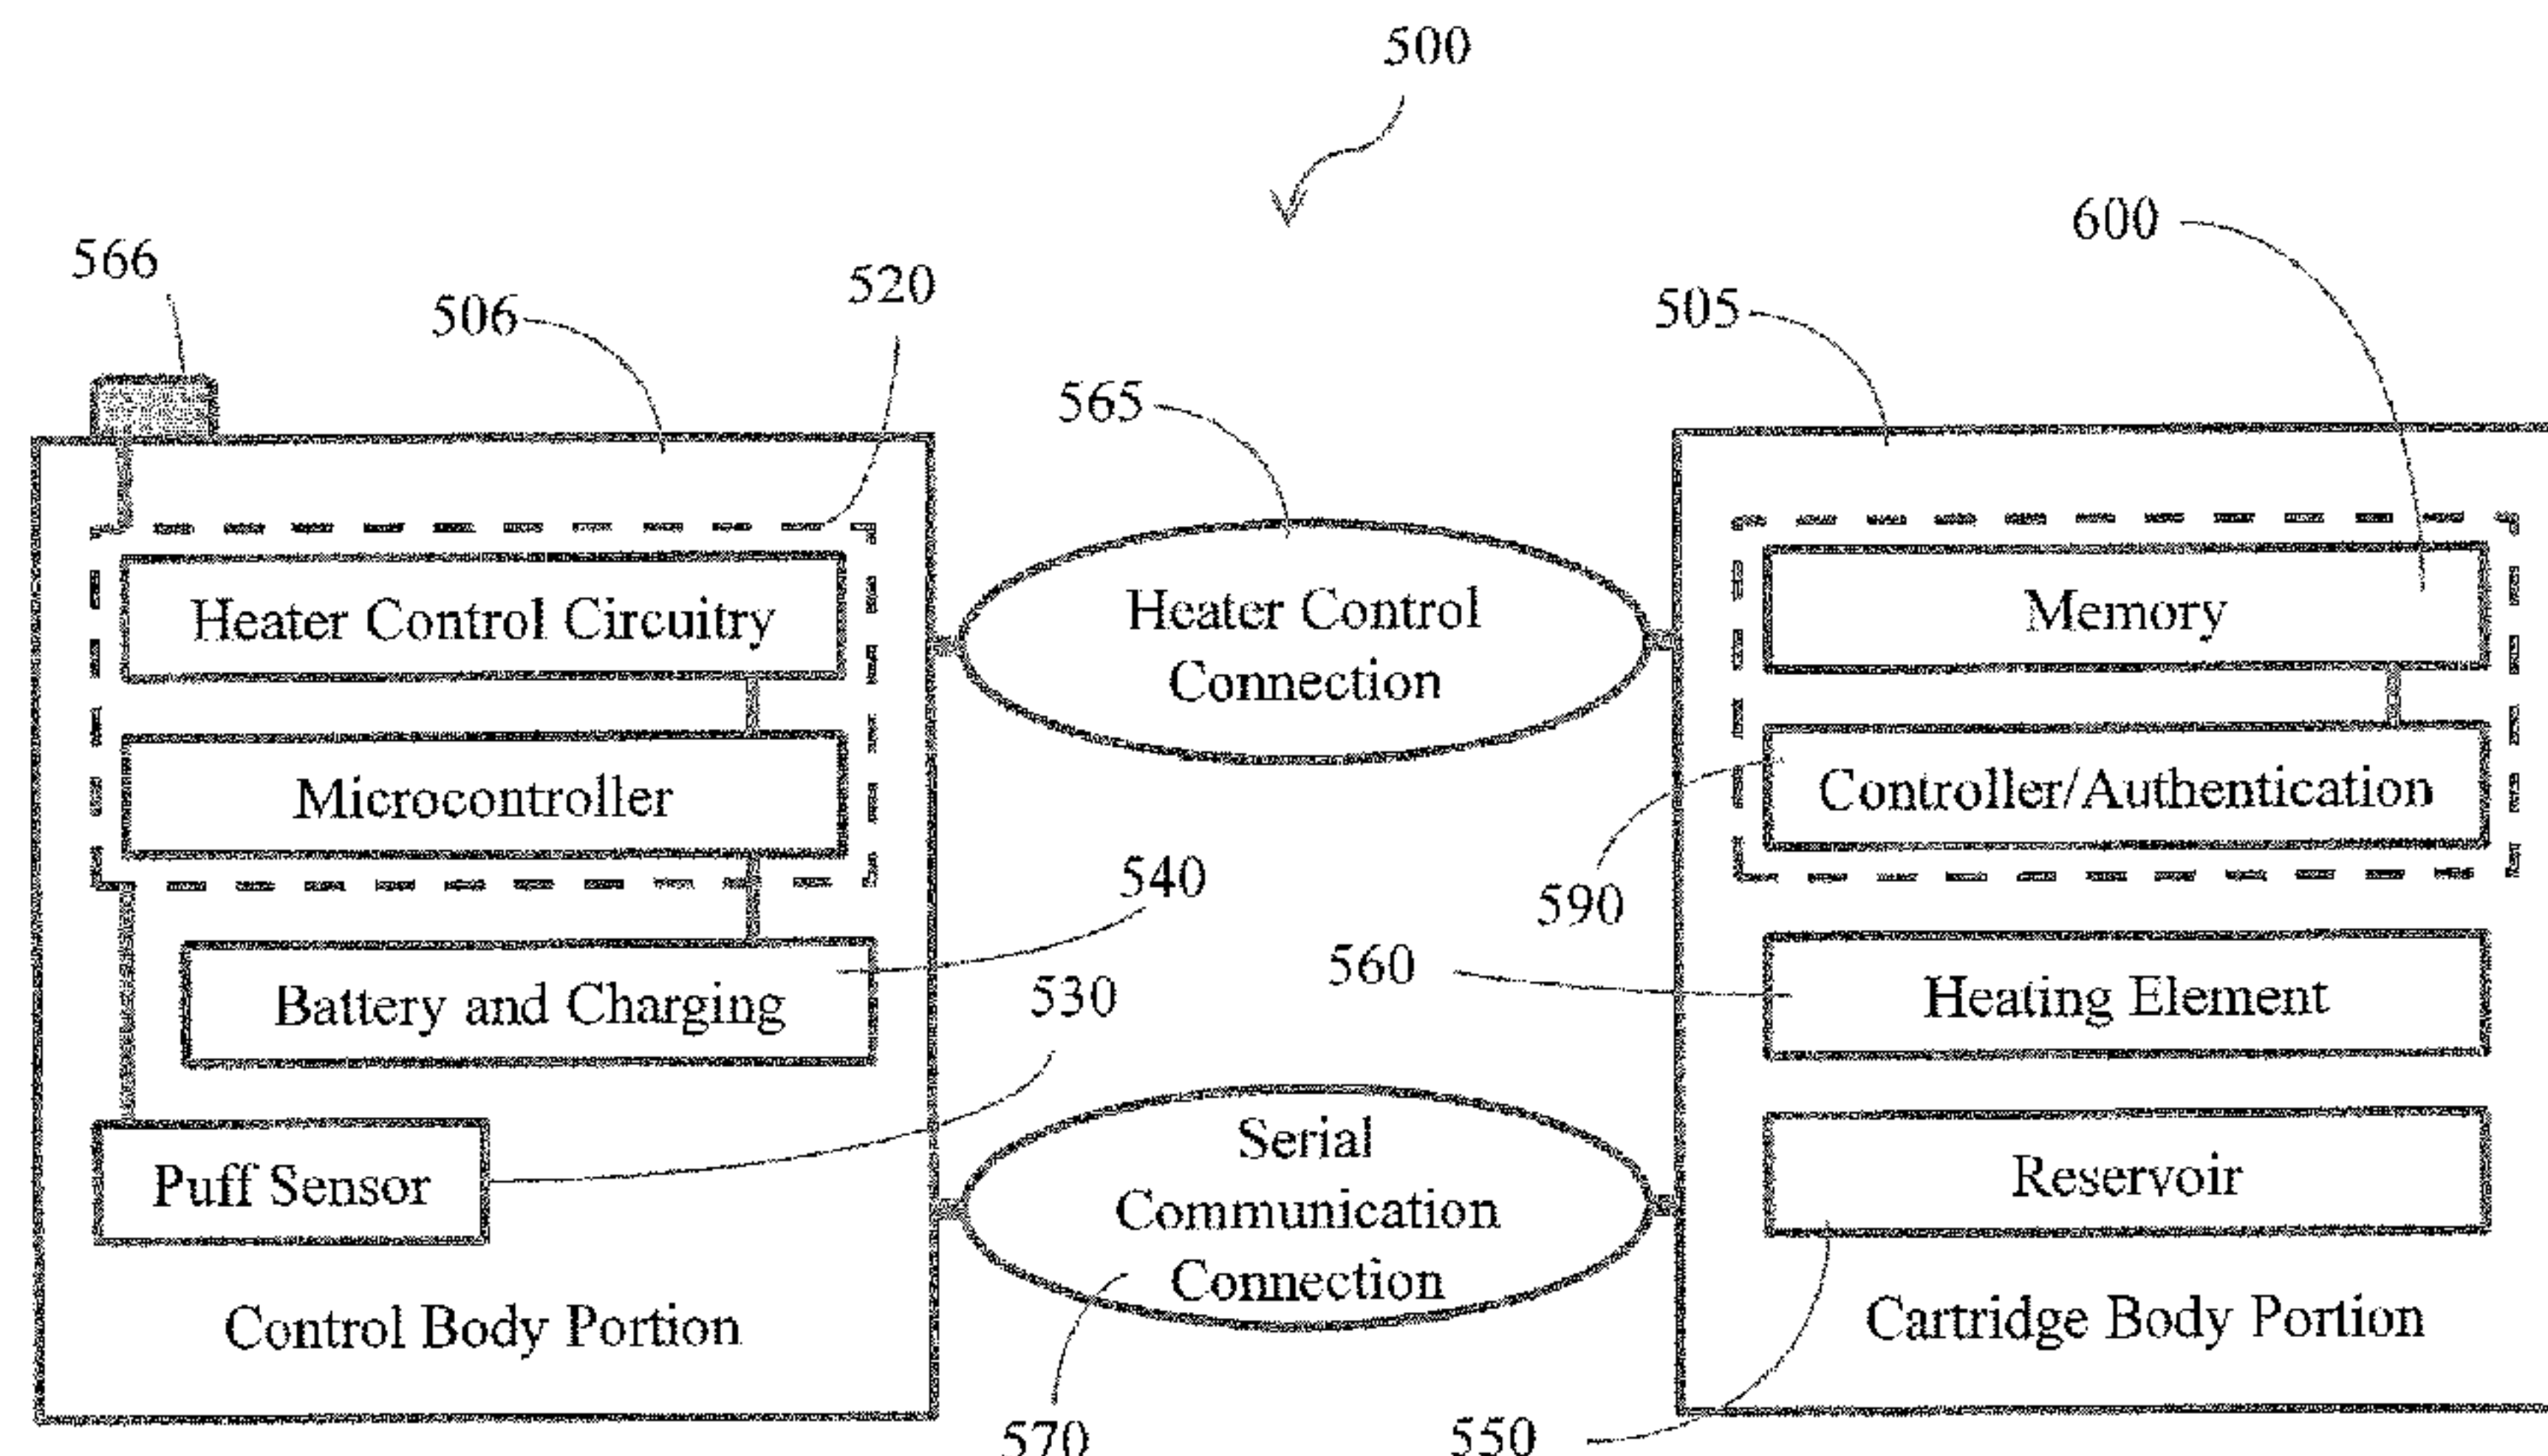 500
600
566
520
506
505
565
Heater Control Circuitry
Microcontroller
540
Battery and Charging
530
Puff Sensor
Control Body Portion
Heater Control
Connection
Serial
Communication
Connection
570
Memory
Controller/Authentication
590
560
Heating Element
Reservoir
Cartridge Body Portion
550